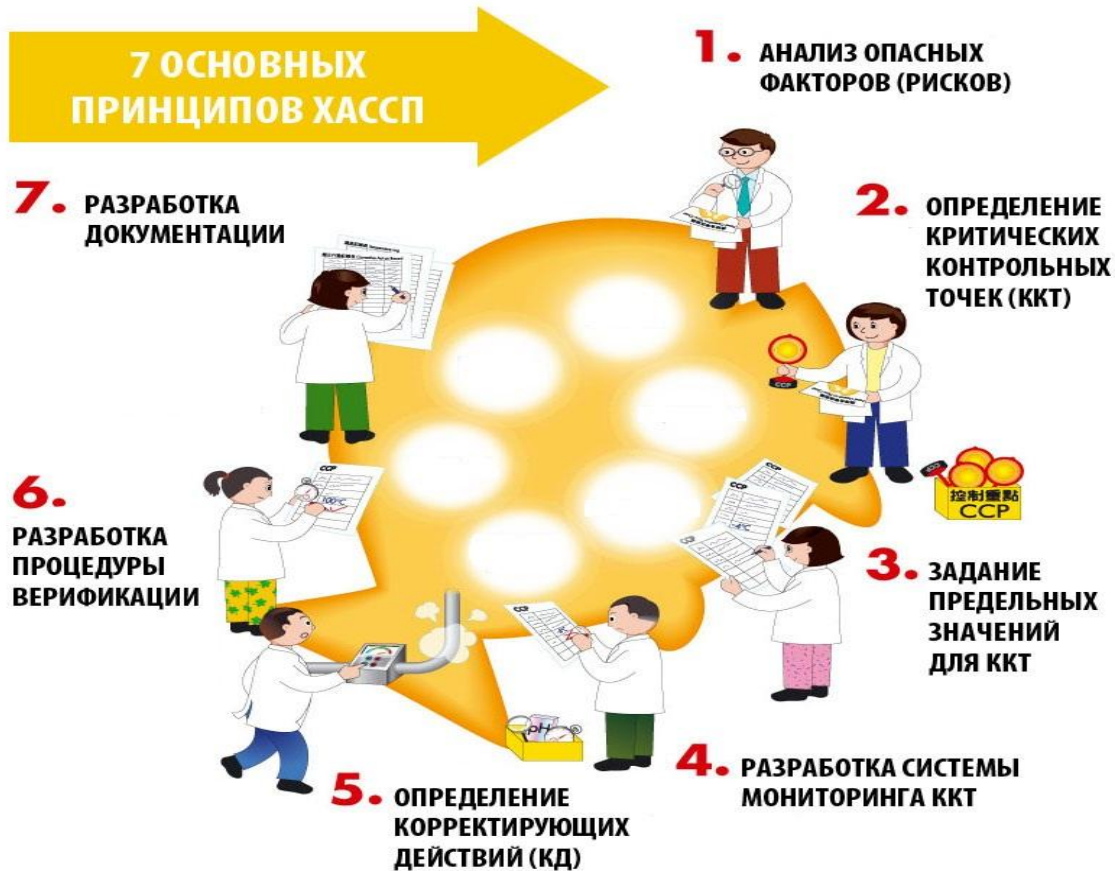 7 ОСНОВНЫХ
ПРИНЦИПОВ ХАССП
1. АНАЛИЗ ОПАСНЫХ
ФАКТОРОВ (РИСКОВ)
2. ОПРЕДЕЛЕНИЕ
КРИТИЧЕСКИХ
КОНТРОЛЬНЫХ
ТОЧЕК (ККТ)
CCP
控制重點
CCP
3. ЗАДАНИЕ
ПРЕДЕЛЬНЫХ
ЗНАЧЕНИЙ
ДЛЯ ККТ
CCP
CCP
4. РАЗРАБОТКА СИСТЕМЫ
МОНИТОРИНГА ККТ
CCP
pH
5. ОПРЕДЕЛЕНИЕ
КОРРЕКТИРУЮЩИХ
ДЕЙСТВИЙ (КД)
6.
РАЗРАБОТКА
ПРОЦЕДУРЫ
ВЕРИФИКАЦИИ
CCP
100°C
7. РАЗРАБОТКА
ДОКУМЕНТАЦИИ